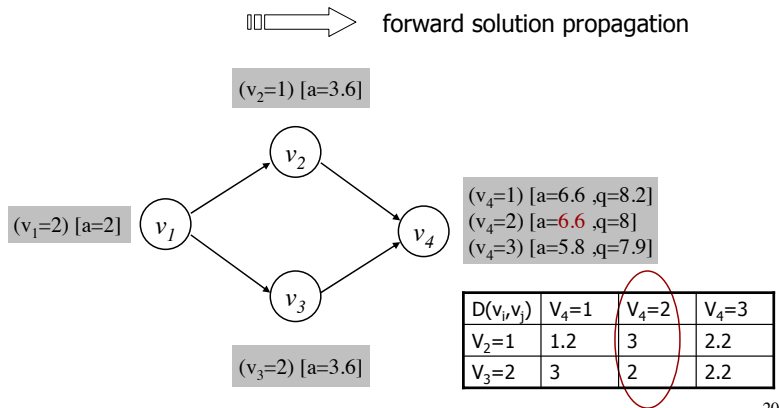 forward solution propagation
(v₂=1) [a=3.6]
v₂
(v₁=2) [a=2]
v₁
v₄
(v₄=1) [a=6.6 ,q=8.2]
(v₄=2) [a=6.6 ,q=8]
(v₄=3) [a=5.8 ,q=7.9]
v₃
(v₃=2) [a=3.6]
D(vᵢ,vⱼ) V₄=1 V₄=2 V₄=3
V₂=1 1.2 3 2.2
V₃=2 3 2 2.2